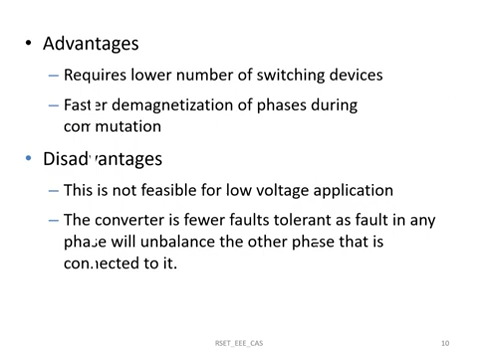 • Advantages
– Requires lower number of switching devices
– Faster demagnetization of phases during
commutation
• Disadvantages
– This is not feasible for low voltage application
– The converter is fewer faults tolerant as fault in any
phase will unbalance the other phase that is
connected to it.
RSET_EEE_CAS
10